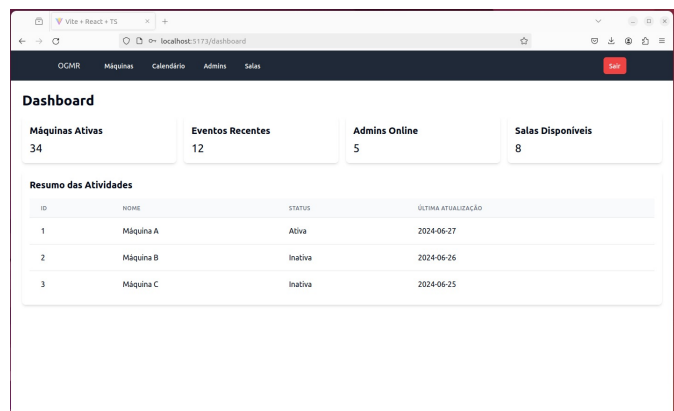 Vite + React + TS
localhost:5173/dashboard
OGMR Máquinas Calendário Admins Salas Sair
Dashboard
Máquinas Ativas Eventos Recentes Admins Online Salas Disponíveis
34 12 5 8
Resumo das Atividades
ID NOME STATUS ÚLTIMA ATUALIZAÇÃO
1 Máquina A Ativa 2024-06-27
2 Máquina B Inativa 2024-06-26
3 Máquina C Inativa 2024-06-25